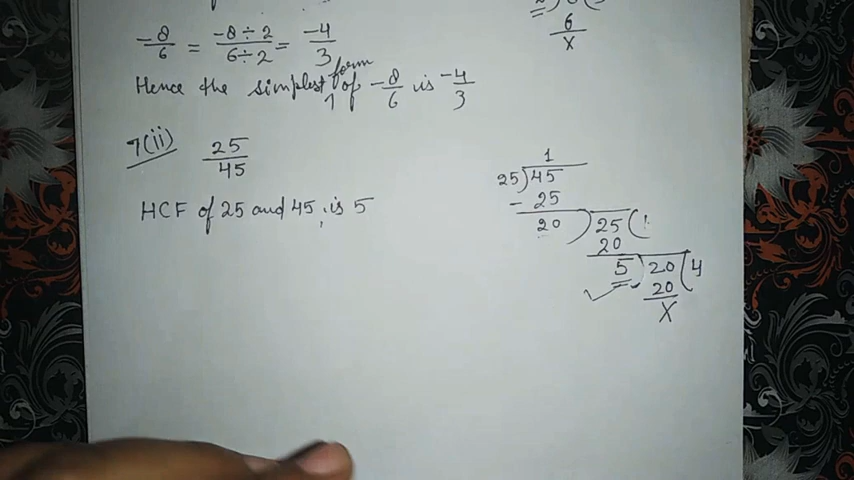 -8/6 = -8÷2/6÷2 = -4/3
Hence the simplest form of -8/6 is -4/3
6
x
7(ii) 25/45
HCF of 25 and 45, is 5
1
25)45
- 25
20)25(1
20
5)20(4
20
x